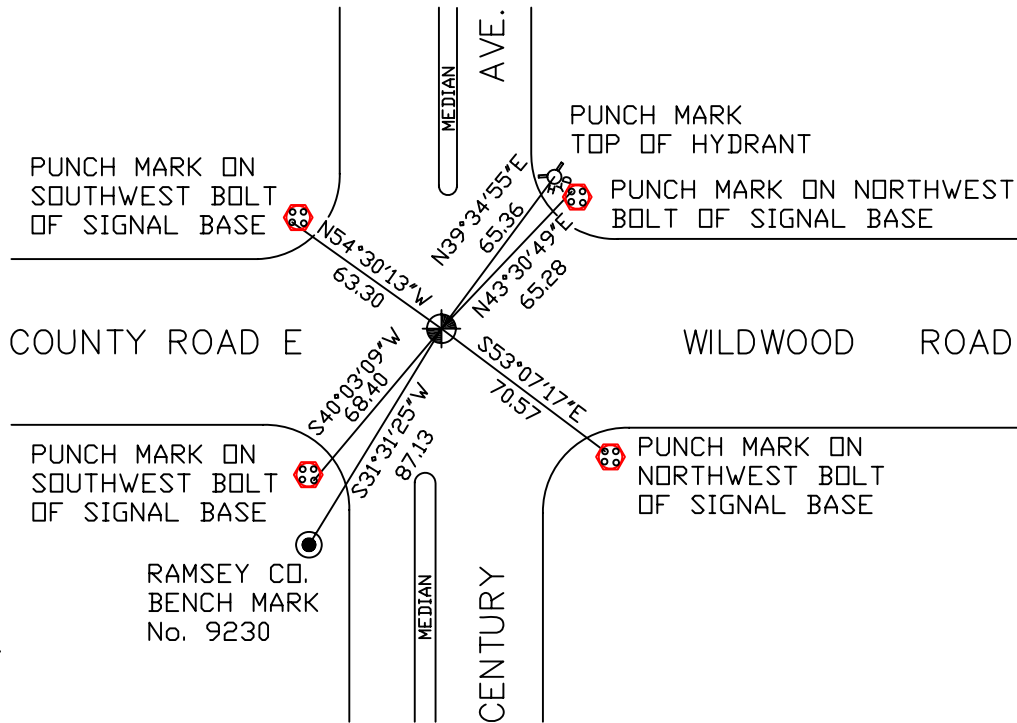 AVE.
MEDIAN
PUNCH MARK
TOP OF HYDRANT
PUNCH MARK ON
SOUTHWEST BOLT
OF SIGNAL BASE
PUNCH MARK ON NORTHWEST
BOLT OF SIGNAL BASE
N39°34'55"E
65.36
N43°30'49"E
65.28
N54°30'13"W
63.30
COUNTY ROAD E
WILDWOOD ROAD
S40°03'09"W
68.40
S31°31'25"W
87.13
S53°07'17"E
70.57
PUNCH MARK ON
SOUTHWEST BOLT
OF SIGNAL BASE
PUNCH MARK ON
NORTHWEST BOLT
OF SIGNAL BASE
RAMSEY CO.
BENCH MARK
No. 9230
MEDIAN
CENTURY